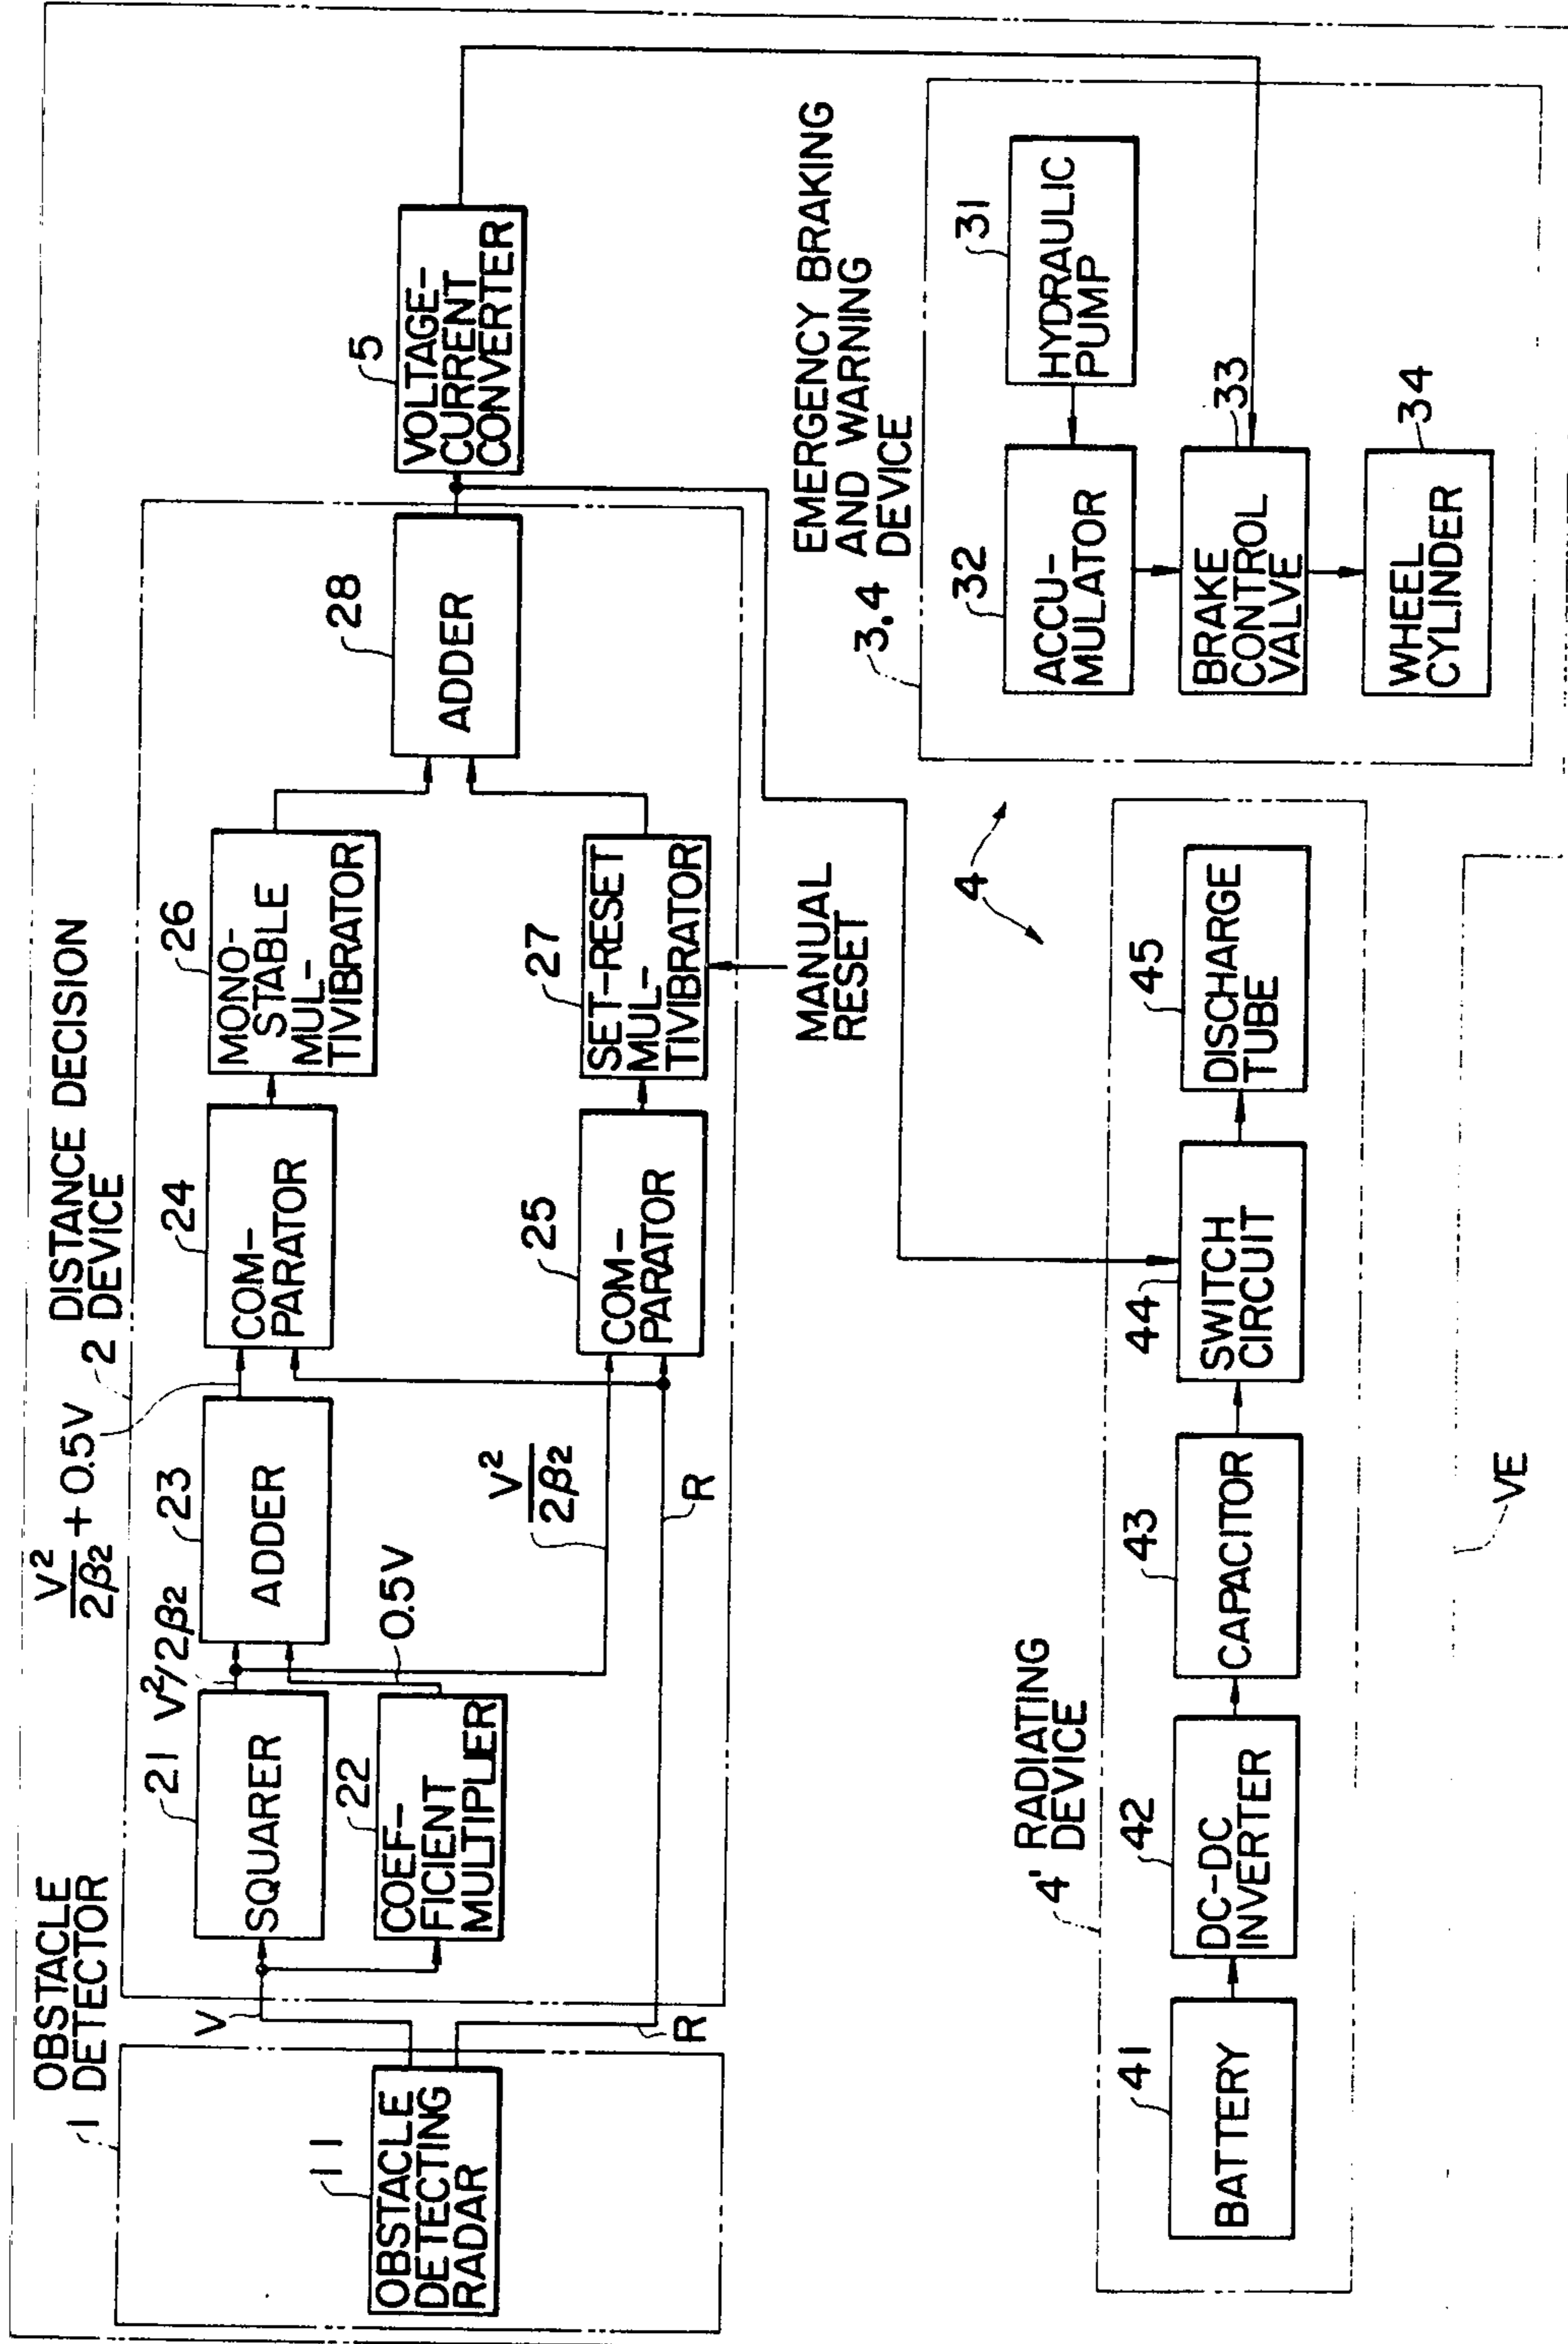 1
OBSTACLE
DETECTOR
11
OBSTACLE
DETECTING
RADAR
V
R
2
DISTANCE DECISION
DEVICE
21
SQUARER
22
COEF-
FICIENT
MULTIPLIER
V²/2β₂
0.5V
23
ADDER
V²/2β₂ + 0.5V
V²/2β₂
R
24
COM-
PARATOR
25
COM-
PARATOR
26
MONO-
STABLE
MUL-
TIVIBRATOR
27
SET-RESET
MUL-
TIVIBRATOR
MANUAL
RESET
28
ADDER
5
VOLTAGE-
CURRENT
CONVERTER
EMERGENCY BRAKING
AND WARNING
DEVICE
3.4
31
HYDRAULIC
PUMP
32
ACCU-
MULATOR
33
BRAKE
CONTROL
VALVE
34
WHEEL
CYLINDER
4
4' RADIATING
DEVICE
41
BATTERY
42
DC-DC
INVERTER
43
CAPACITOR
44
SWITCH
CIRCUIT
45
DISCHARGE
TUBE
VE